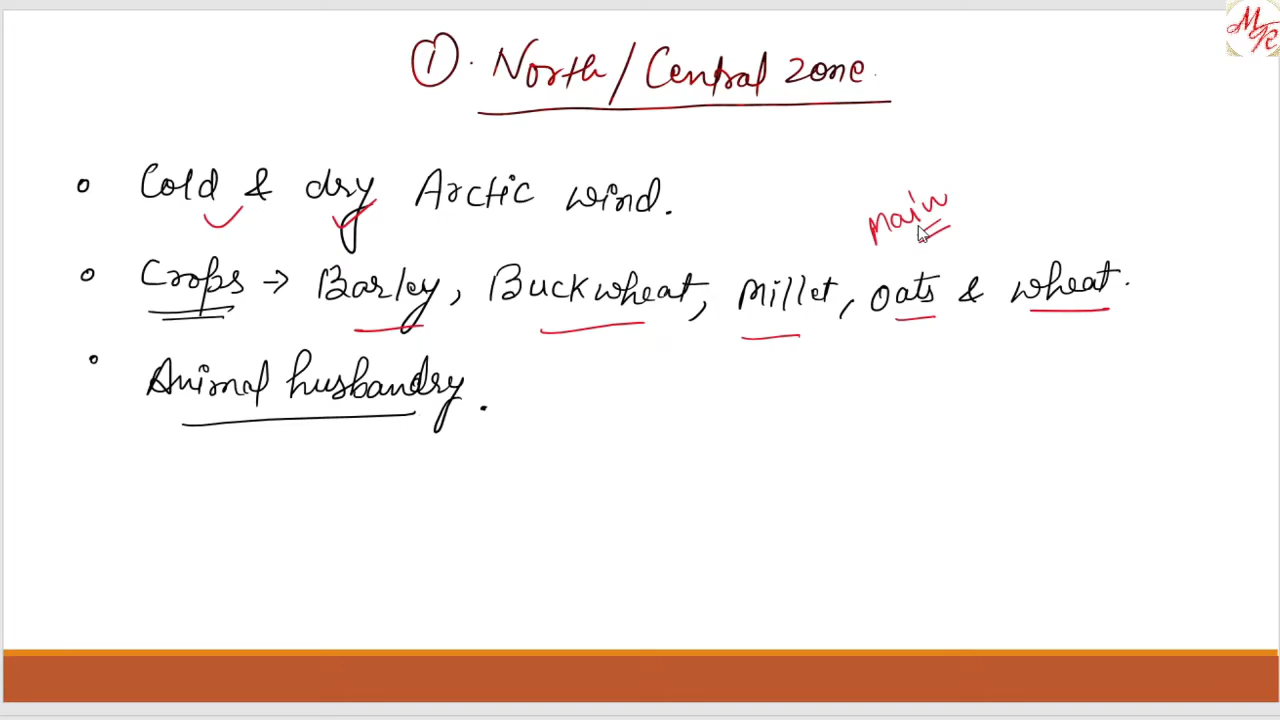 ① North/Central zone.
• Cold & dry Arctic wind.
main
• Crops → Barley, Buckwheat, Millet, oats & wheat.
• Animal husbandry.